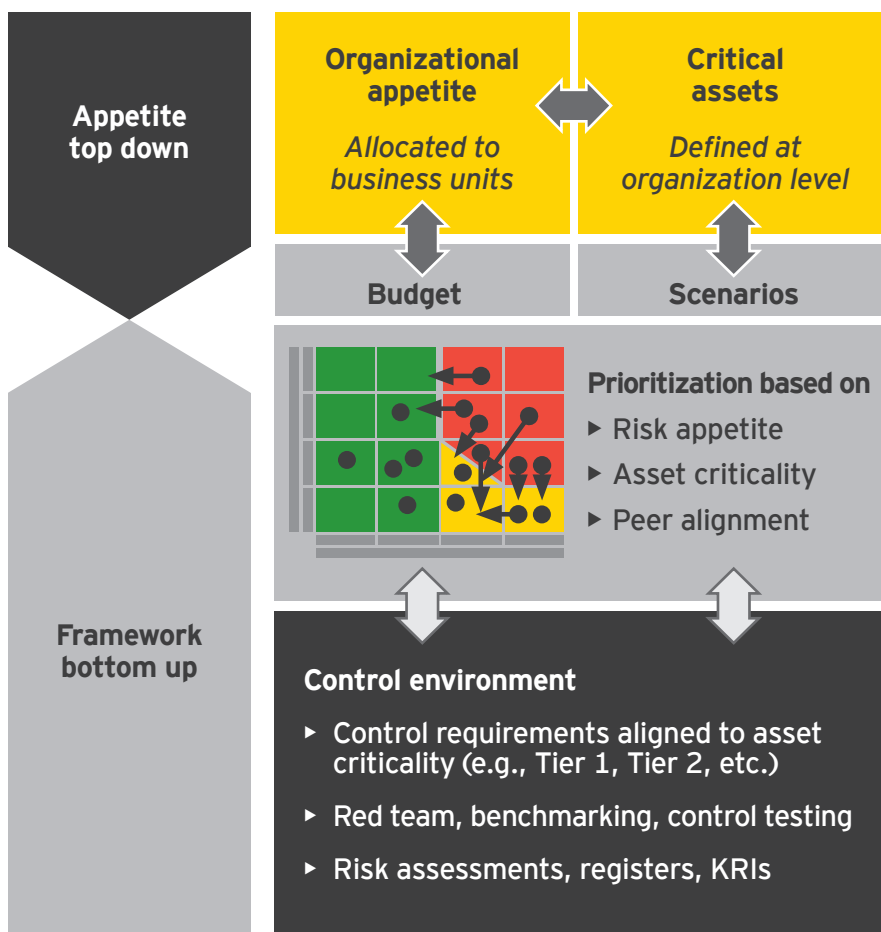 Appetite
top down
Organizational
appetite
Allocated to
business units
Critical
assets
Defined at
organization level
Budget
Scenarios
Prioritization based on
▸ Risk appetite
▸ Asset criticality
▸ Peer alignment
Framework
bottom up
Control environment
▸ Control requirements aligned to asset
criticality (e.g., Tier 1, Tier 2, etc.)
▸ Red team, benchmarking, control testing
▸ Risk assessments, registers, KRIs